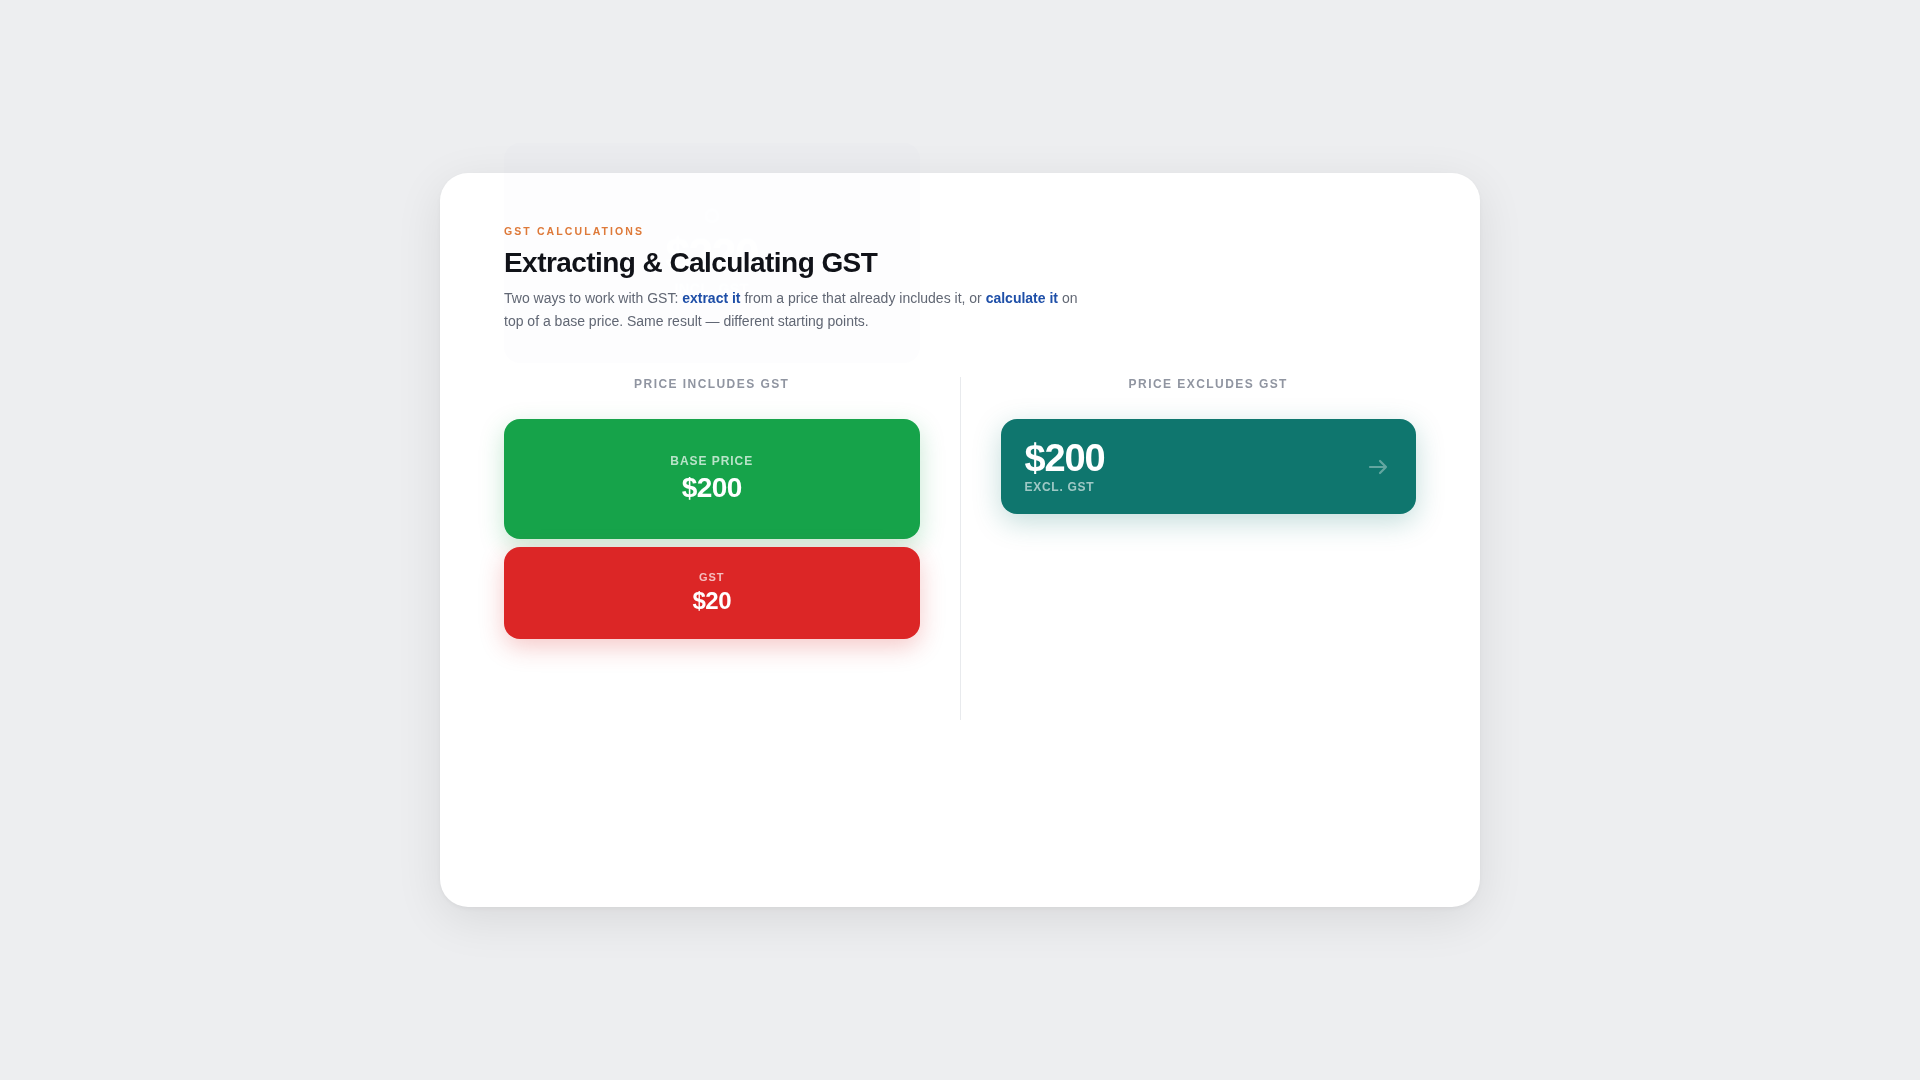 GST CALCULATIONS
Extracting & Calculating GST
Two ways to work with GST: extract it from a price that already includes it, or calculate it on
top of a base price. Same result — different starting points.
PRICE INCLUDES GST
BASE PRICE
$200
GST
$20
PRICE EXCLUDES GST
$200
EXCL. GST